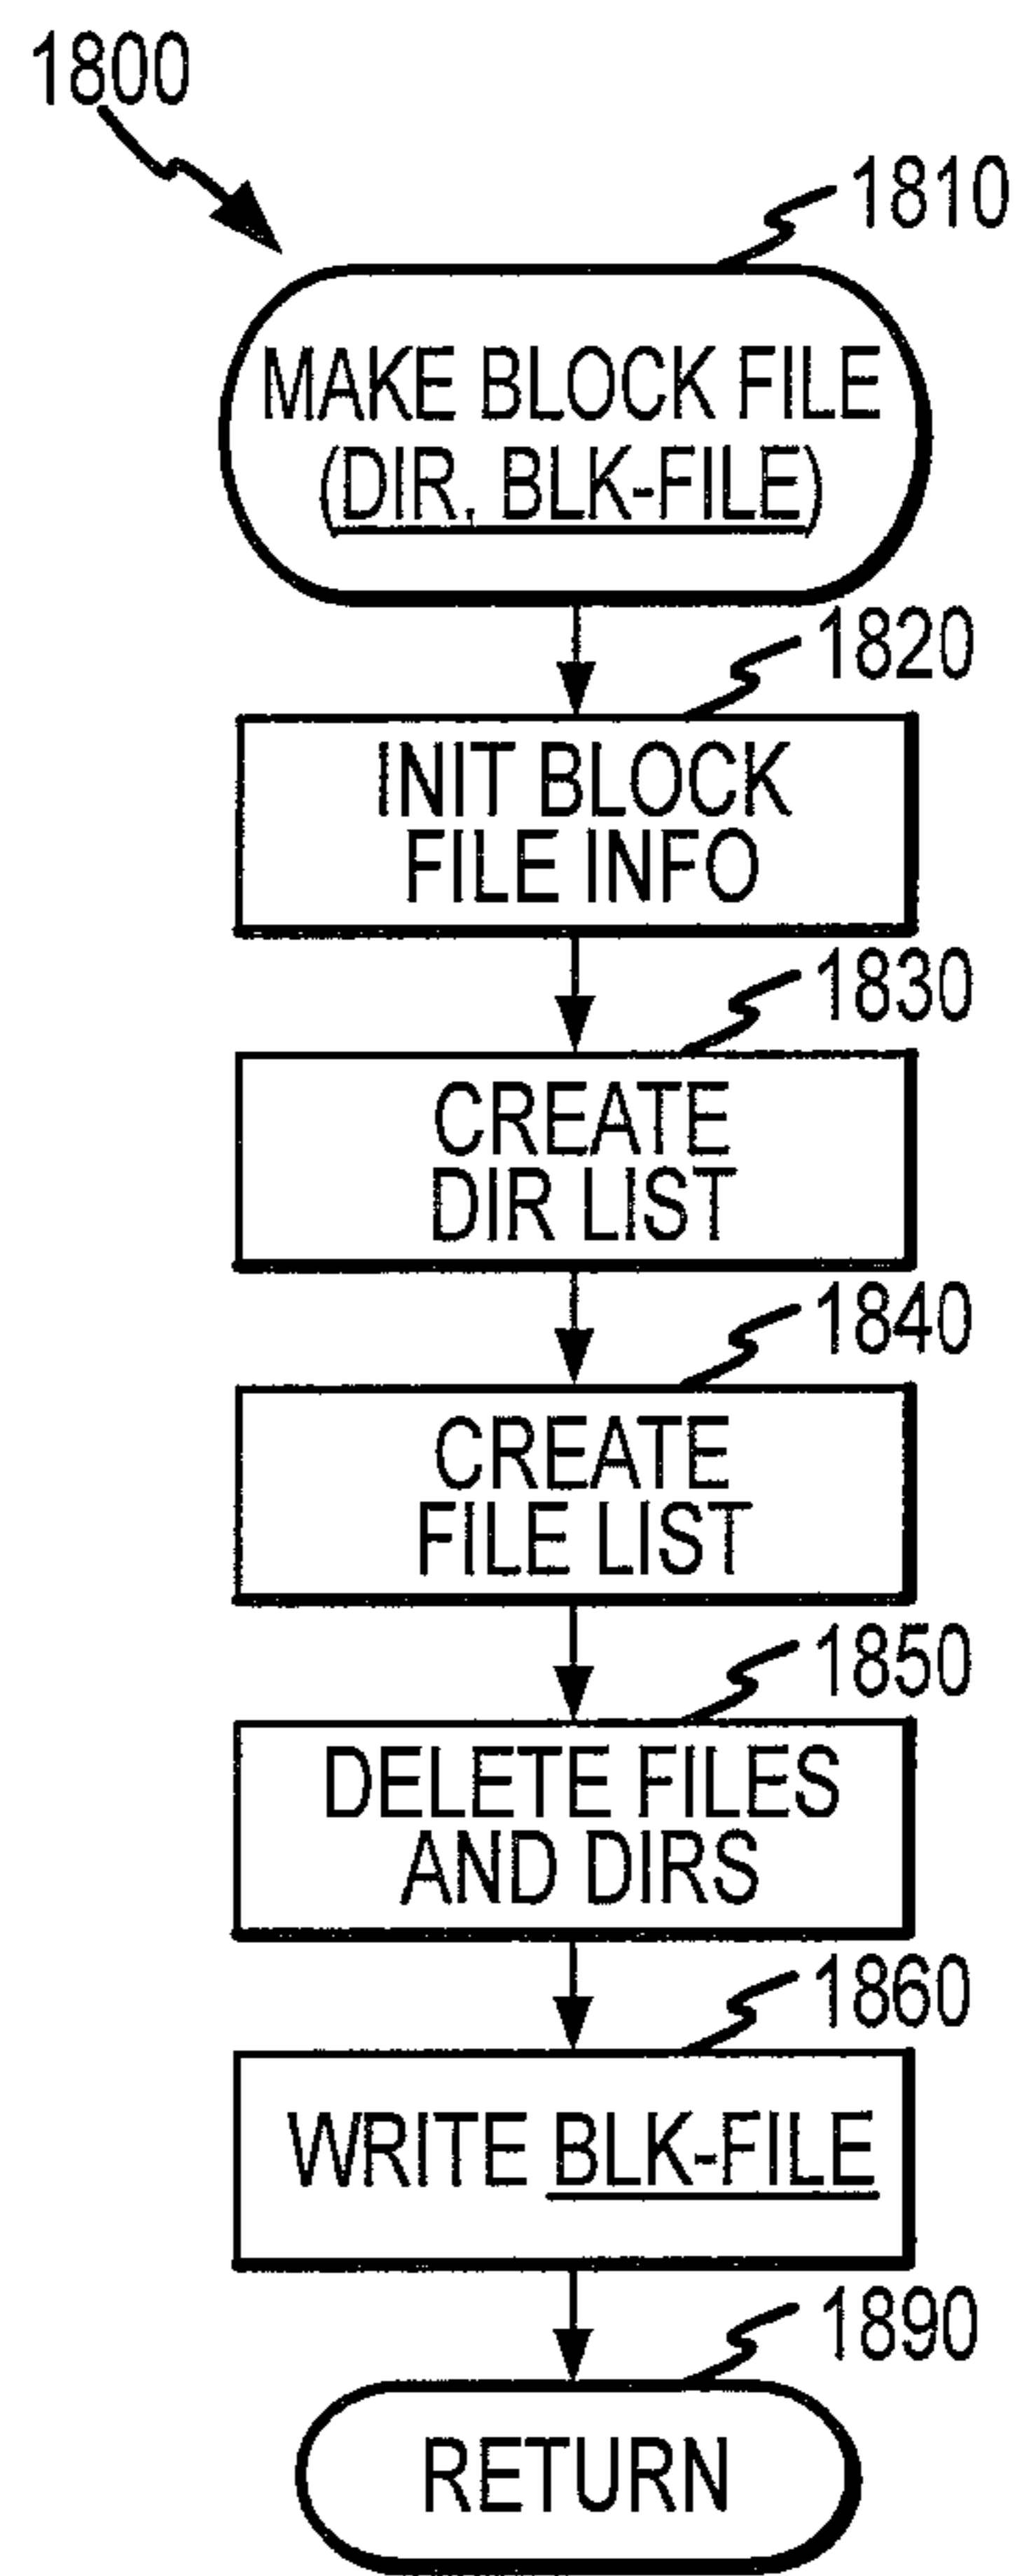 1800
1810
MAKE BLOCK FILE
(DIR, BLK-FILE)
1820
INIT BLOCK
FILE INFO
1830
CREATE
DIR LIST
1840
CREATE
FILE LIST
1850
DELETE FILES
AND DIRS
1860
WRITE BLK-FILE
1890
RETURN